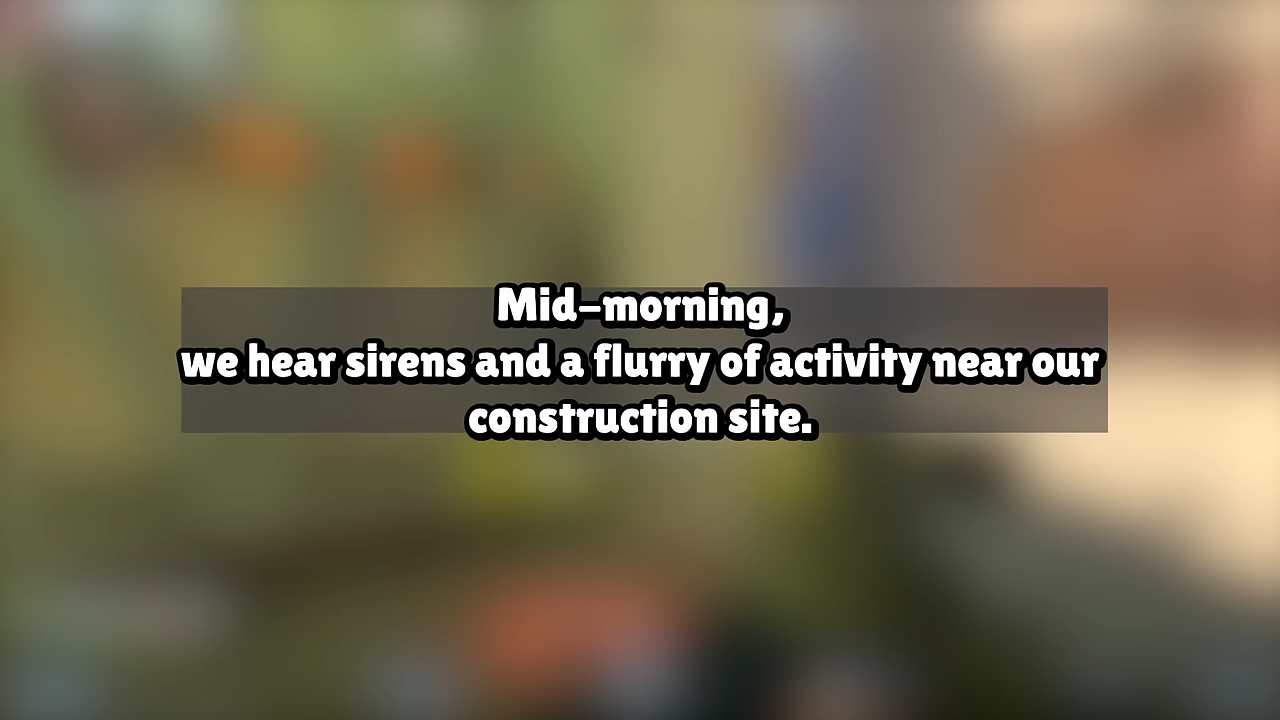 Mid-morning,
we hear sirens and a flurry of activity near our
construction site.